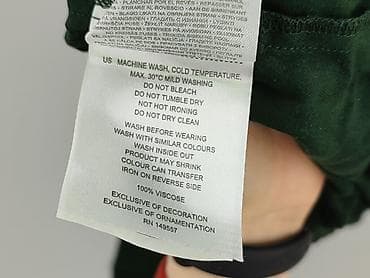 US MACHINE WASH, COLD TEMPERATURE,
MAX. 30°C MILD WASHING
DO NOT BLEACH
DO NOT TUMBLE DRY
NOT HOT IRONING
DO NOT DRY CLEAN
WASH BEFORE WEARING
WASH WITH SIMILAR COLOURS
WASH INSIDE OUT
PRODUCT MAY SHRINK
COLOUR CAN TRANSFER
IRON ON REVERSE SIDE
100% VISCOSE
EXCLUSIVE OF DECORATION
EXCLUSIVE OF ORNAMENTATION
RN 149557